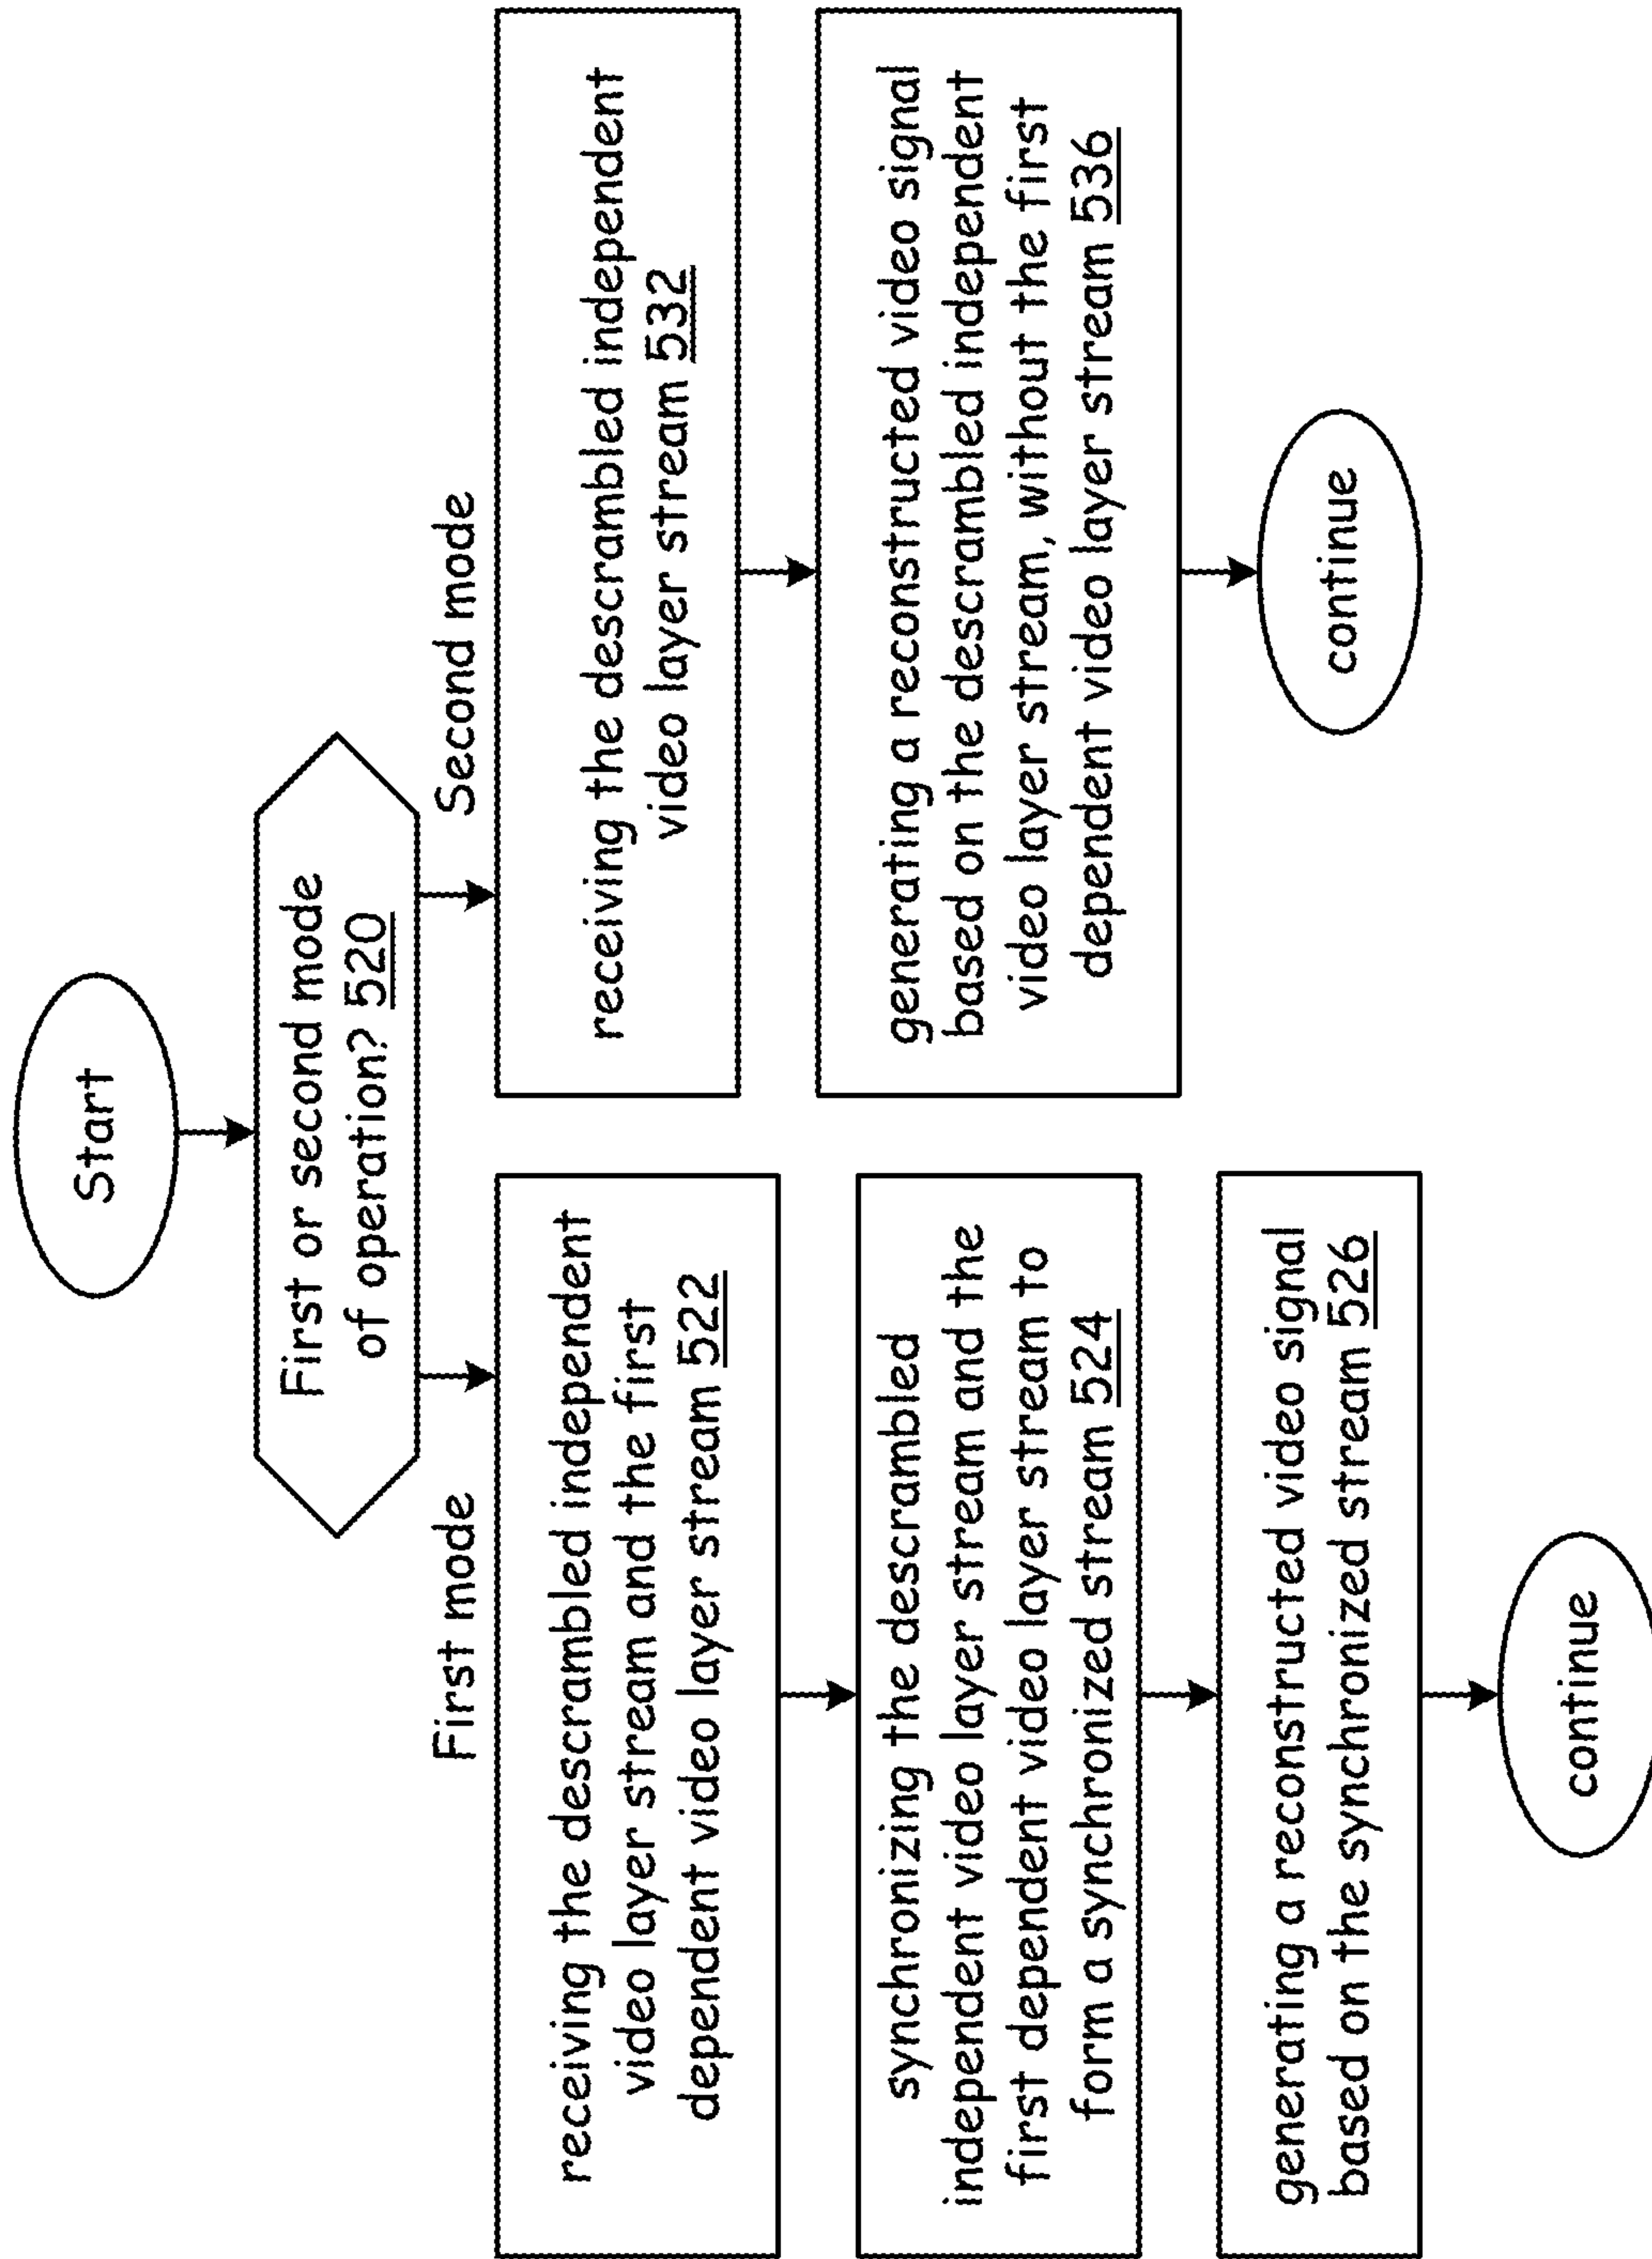 Start
First or second mode
of operation? 520
First mode
receiving the descrambled independent
video layer stream and the first
dependent video layer stream 522
synchronizing the descrambled
independent video layer stream and the
first dependent video layer stream to
form a synchronized stream 524
generating a reconstructed video signal
based on the synchronized stream 526
continue
Second mode
receiving the descrambled independent
video layer stream 532
generating a reconstructed video signal
based on the descrambled independent
video layer stream, without the first
dependent video layer stream 536
continue